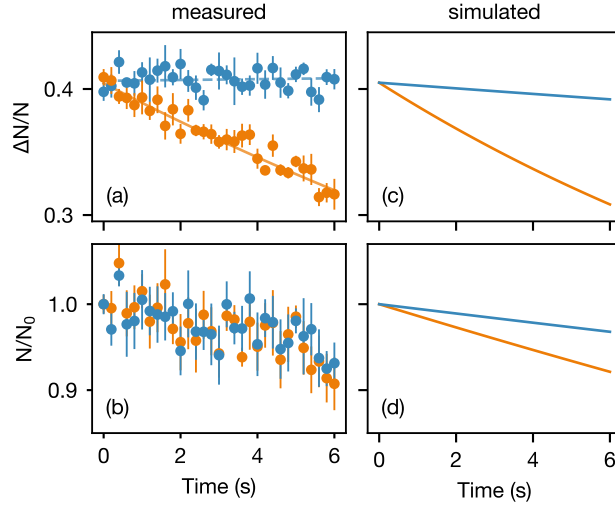 measured
simulated
0.4
0.3
ΔN/N
(a)
(c)
1.0
0.9
N/N₀
(b)
(d)
0
2
4
6
0
2
4
6
Time (s)
Time (s)